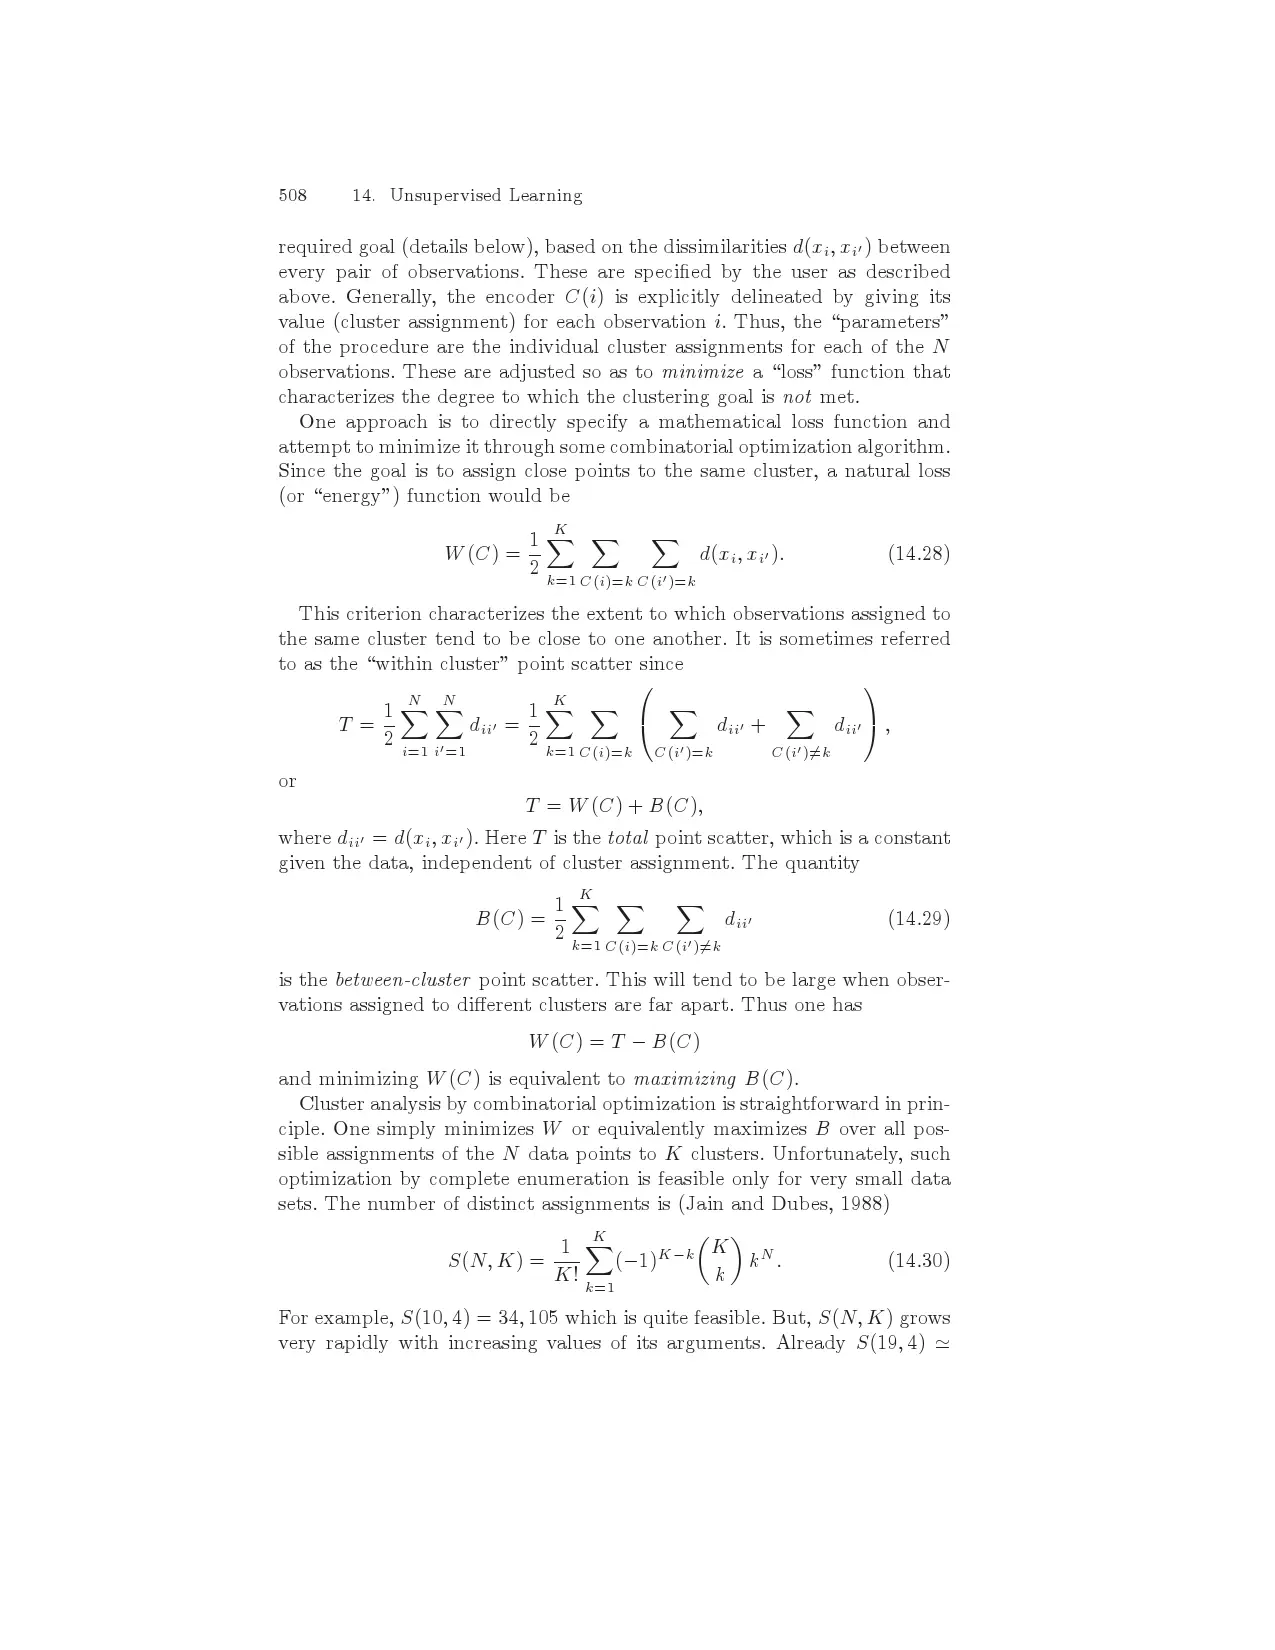 508 14. Unsupervised Learning
required goal (details below), based on the dissimilarities d(x_i, x_{i′}) between
every pair of observations. These are specified by the user as described
above. Generally, the encoder C(i) is explicitly delineated by giving its
value (cluster assignment) for each observation i. Thus, the “parameters”
of the procedure are the individual cluster assignments for each of the N
observations. These are adjusted so as to minimize a “loss” function that
characterizes the degree to which the clustering goal is not met.
One approach is to directly specify a mathematical loss function and
attempt to minimize it through some combinatorial optimization algorithm.
Since the goal is to assign close points to the same cluster, a natural loss
(or “energy”) function would be
W(C) = \frac{1}{2} \sum_{k=1}^{K} \sum_{C(i)=k} \sum_{C(i′)=k} d(x_i, x_{i′}). (14.28)
This criterion characterizes the extent to which observations assigned to
the same cluster tend to be close to one another. It is sometimes referred
to as the “within cluster” point scatter since
T = \frac{1}{2} \sum_{i=1}^{N} \sum_{i′=1}^{N} d_{ii′} = \frac{1}{2} \sum_{k=1}^{K} \sum_{C(i)=k} \left( \sum_{C(i′)=k} d_{ii′} + \sum_{C(i′)≠k} d_{ii′} \right),
or
T = W(C) + B(C),
where d_{ii′} = d(x_i, x_{i′}). Here T is the total point scatter, which is a constant
given the data, independent of cluster assignment. The quantity
B(C) = \frac{1}{2} \sum_{k=1}^{K} \sum_{C(i)=k} \sum_{C(i′)≠k} d_{ii′} (14.29)
is the between-cluster point scatter. This will tend to be large when obser-
vations assigned to different clusters are far apart. Thus one has
W(C) = T − B(C)
and minimizing W(C) is equivalent to maximizing B(C).
Cluster analysis by combinatorial optimization is straightforward in prin-
ciple. One simply minimizes W or equivalently maximizes B over all pos-
sible assignments of the N data points to K clusters. Unfortunately, such
optimization by complete enumeration is feasible only for very small data
sets. The number of distinct assignments is (Jain and Dubes, 1988)
S(N, K) = \frac{1}{K!} \sum_{k=1}^{K} (−1)^{K−k} \binom{K}{k} k^N. (14.30)
For example, S(10, 4) = 34, 105 which is quite feasible. But, S(N, K) grows
very rapidly with increasing values of its arguments. Already S(19, 4) ≃